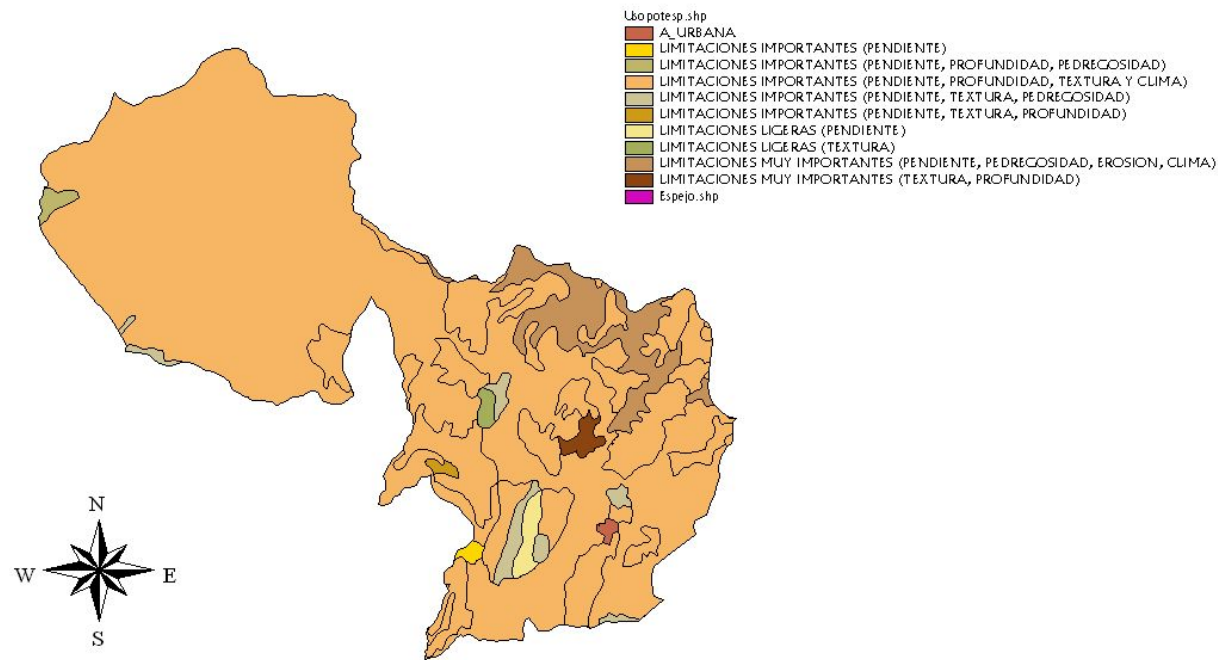 Usopotesp.shp
A_URBANA
LIMITACIONES IMPORTANTES (PENDIENTE)
LIMITACIONES IMPORTANTES (PENDIENTE, PROFUNDIDAD, PEDREGOSIDAD)
LIMITACIONES IMPORTANTES (PENDIENTE, PROFUNDIDAD, TEXTURA Y CLIMA)
LIMITACIONES IMPORTANTES (PENDIENTE, TEXTURA, PEDREGOSIDAD)
LIMITACIONES IMPORTANTES (PENDIENTE, TEXTURA, PROFUNDIDAD)
LIMITACIONES LIGERAS (PENDIENTE)
LIMITACIONES LIGERAS (TEXTURA)
LIMITACIONES MUY IMPORTANTES (PENDIENTE, PEDREGOSIDAD, EROSION, CLIMA)
LIMITACIONES MUY IMPORTANTES (TEXTURA, PROFUNDIDAD)
Espejo.shp
N
W
E
S